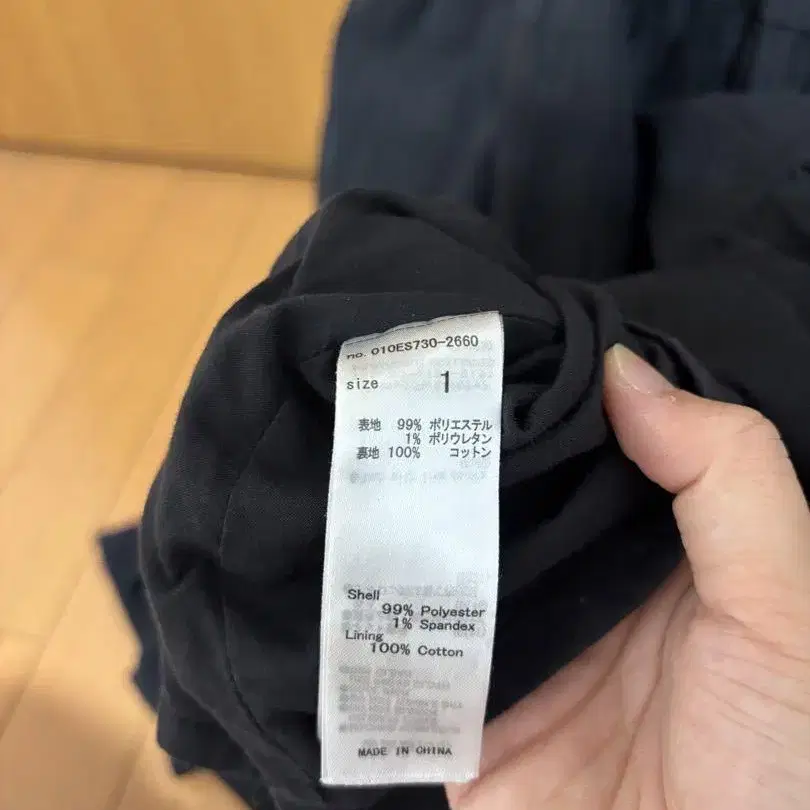 no. 010ES730-2660
size 1
表地 99% ポリエステル
1% ポリウレタン
裏地 100% コットン
Shell
99% Polyester
1% Spandex
Lining
100% Cotton
MADE IN CHINA